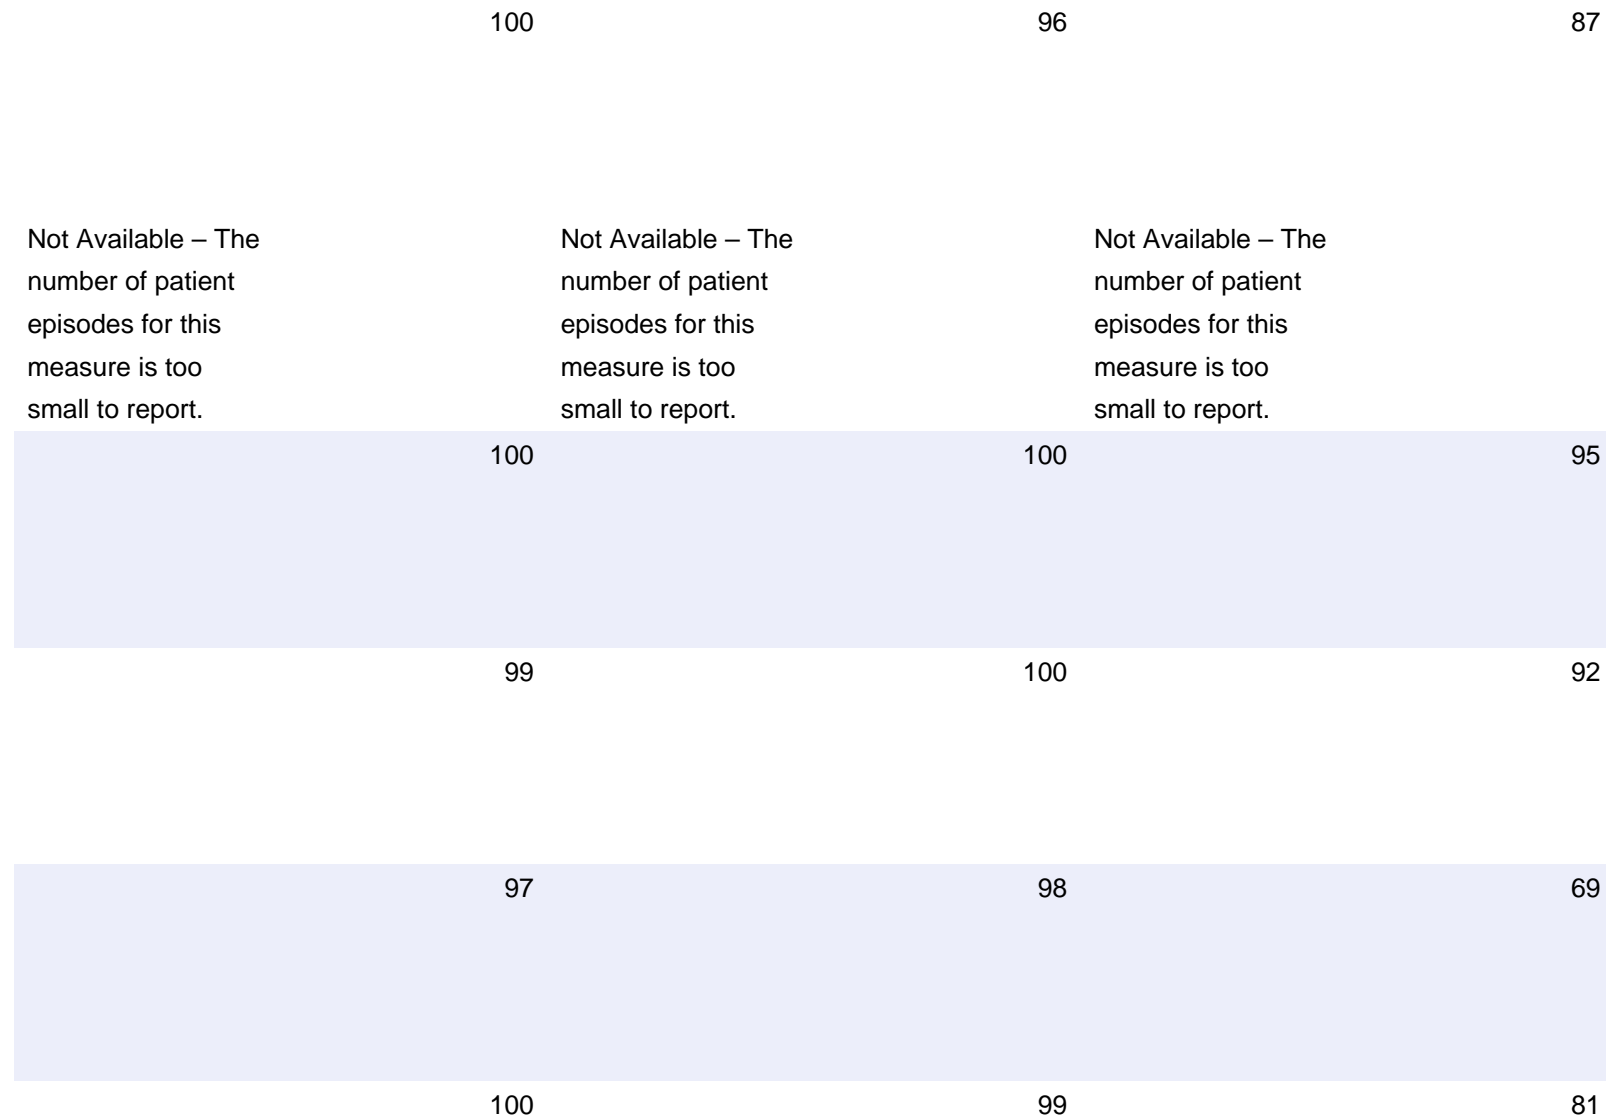 100 96 87
Not Available – The Not Available – The Not Available – The
number of patient number of patient number of patient
episodes for this episodes for this episodes for this
measure is too measure is too measure is too
small to report. small to report. small to report.
100 100 95
99 100 92
97 98 69
100 99 81